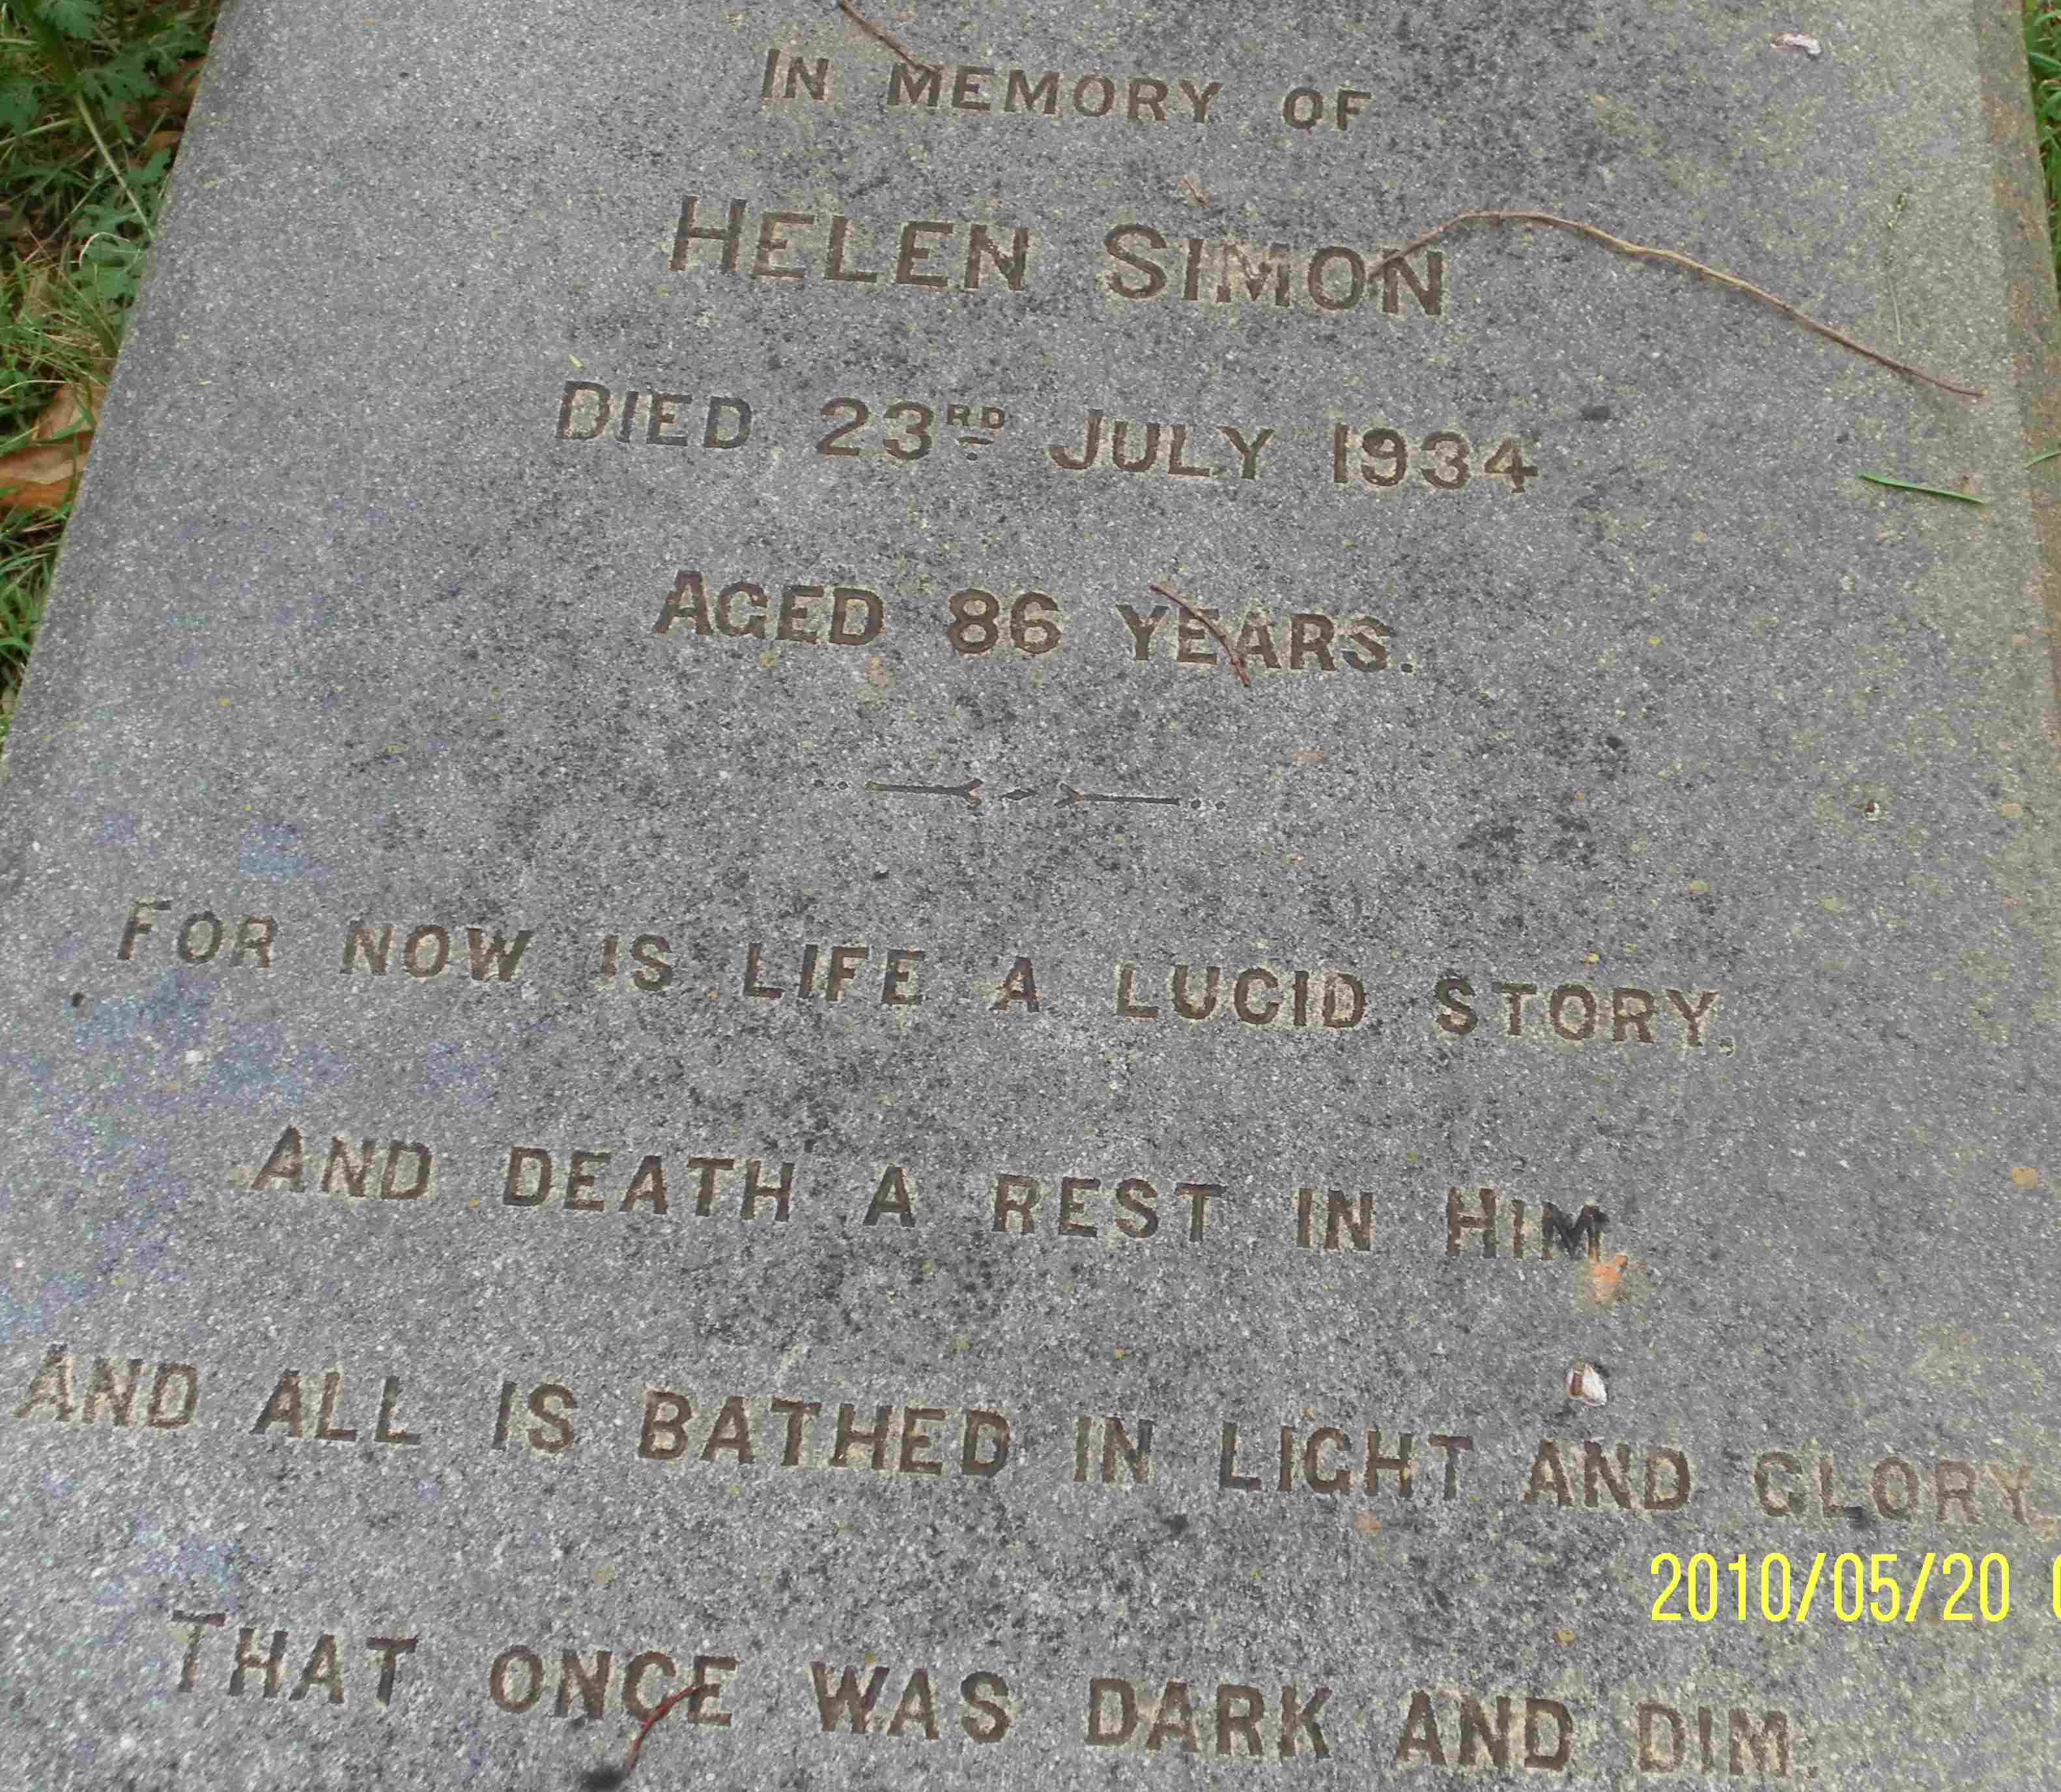 IN MEMORY OF
HELEN SIMON
DIED 23RD JULY 1934
AGED 86 YEARS.
FOR NOW IS LIFE A LUCID STORY,
AND DEATH A REST IN HIM,
AND ALL IS BATHED IN LIGHT AND GLORY,
THAT ONCE WAS DARK AND DIM.
2010/05/20